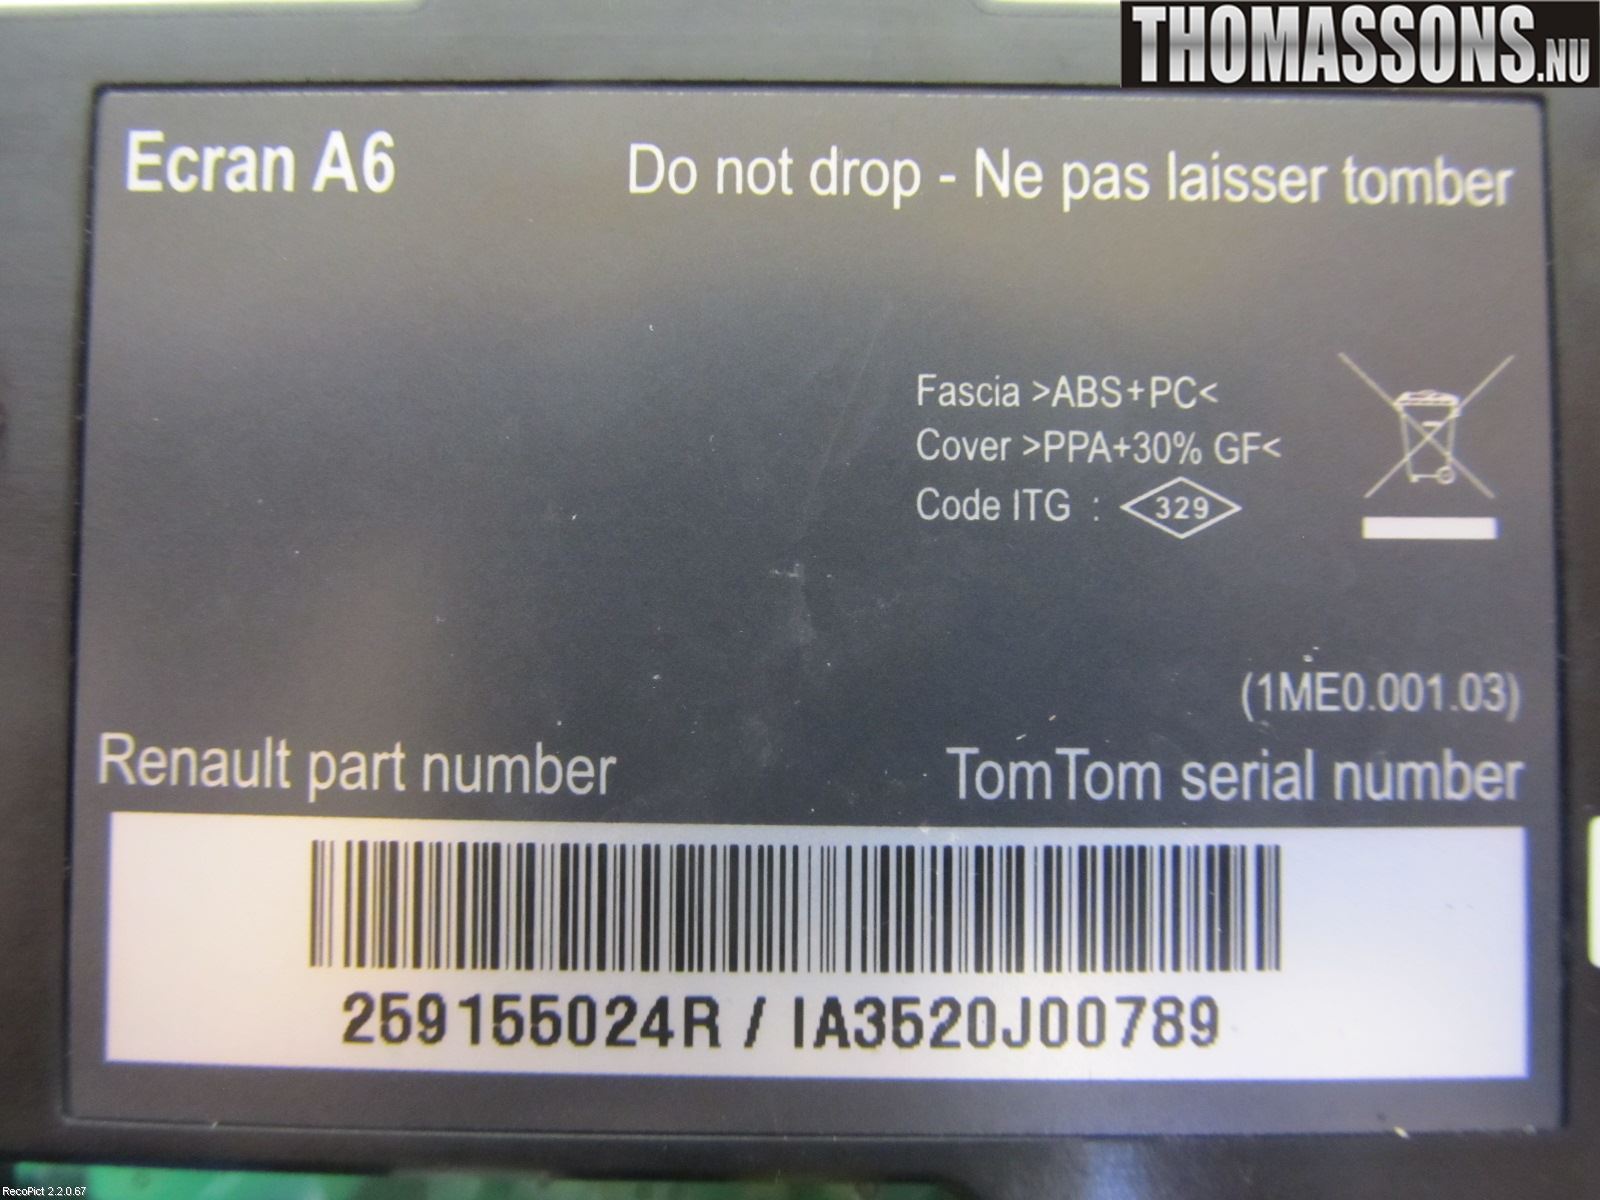 THOMASSONS.NU
Ecran A6
Do not drop - Ne pas laisser tomber
Fascia >ABS+PC<
Cover >PPA+30% GF<
Code ITG : 329
(1ME0.001.03)
Renault part number
TomTom serial number
259155024R / IA3520J00789
RecoPict 2.2.0.67